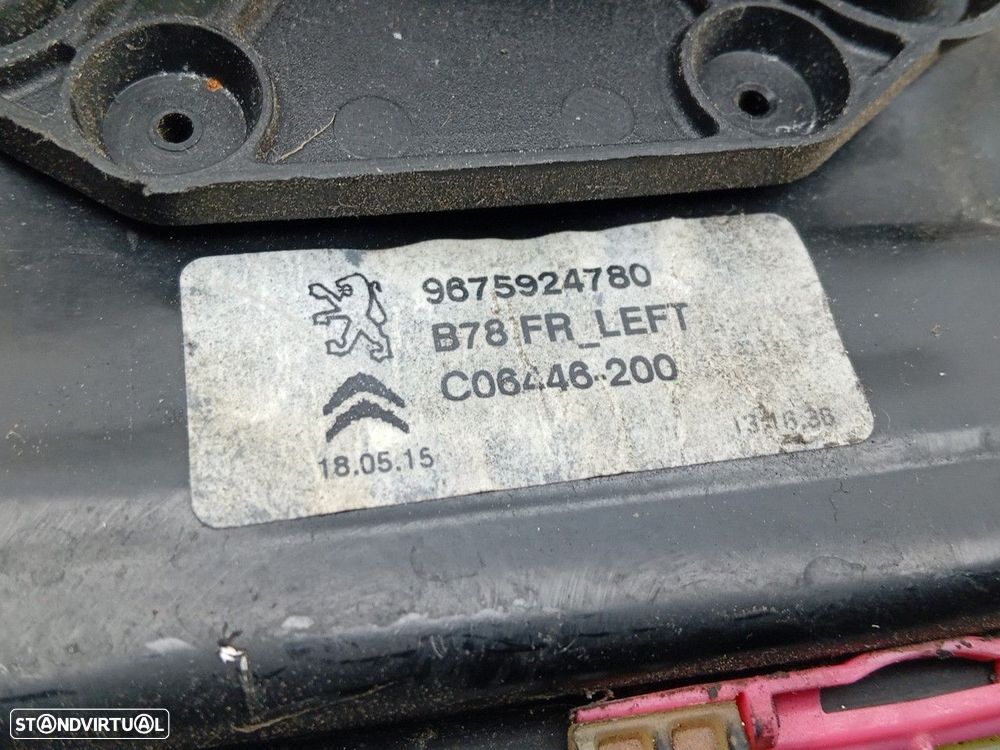 9675924780
B78 FR_LEFT
C06446-200
18.05.15
13.16.36
STANDVIRTUAL